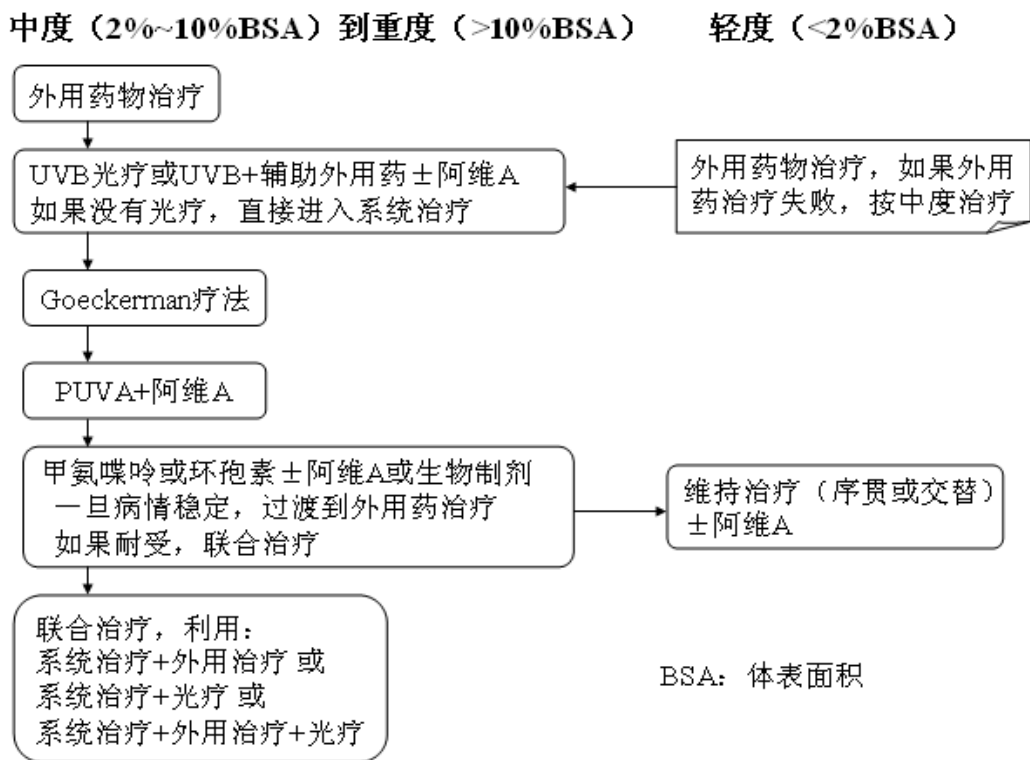 中度（2%~10%BSA）到重度（>10%BSA）
轻度（<2%BSA）
外用药物治疗
UVB光疗或UVB+辅助外用药±阿维A
如果没有光疗，直接进入系统治疗
外用药物治疗，如果外用
药治疗失败，按中度治疗
Goeckerman疗法
PUVA+阿维A
甲氨喋呤或环孢素±阿维A或生物制剂
一旦病情稳定，过渡到外用药治疗
如果耐受，联合治疗
维持治疗（序贯或交替）
±阿维A
联合治疗，利用：
系统治疗+外用治疗 或
系统治疗+光疗 或
系统治疗+外用治疗+光疗
BSA：体表面积